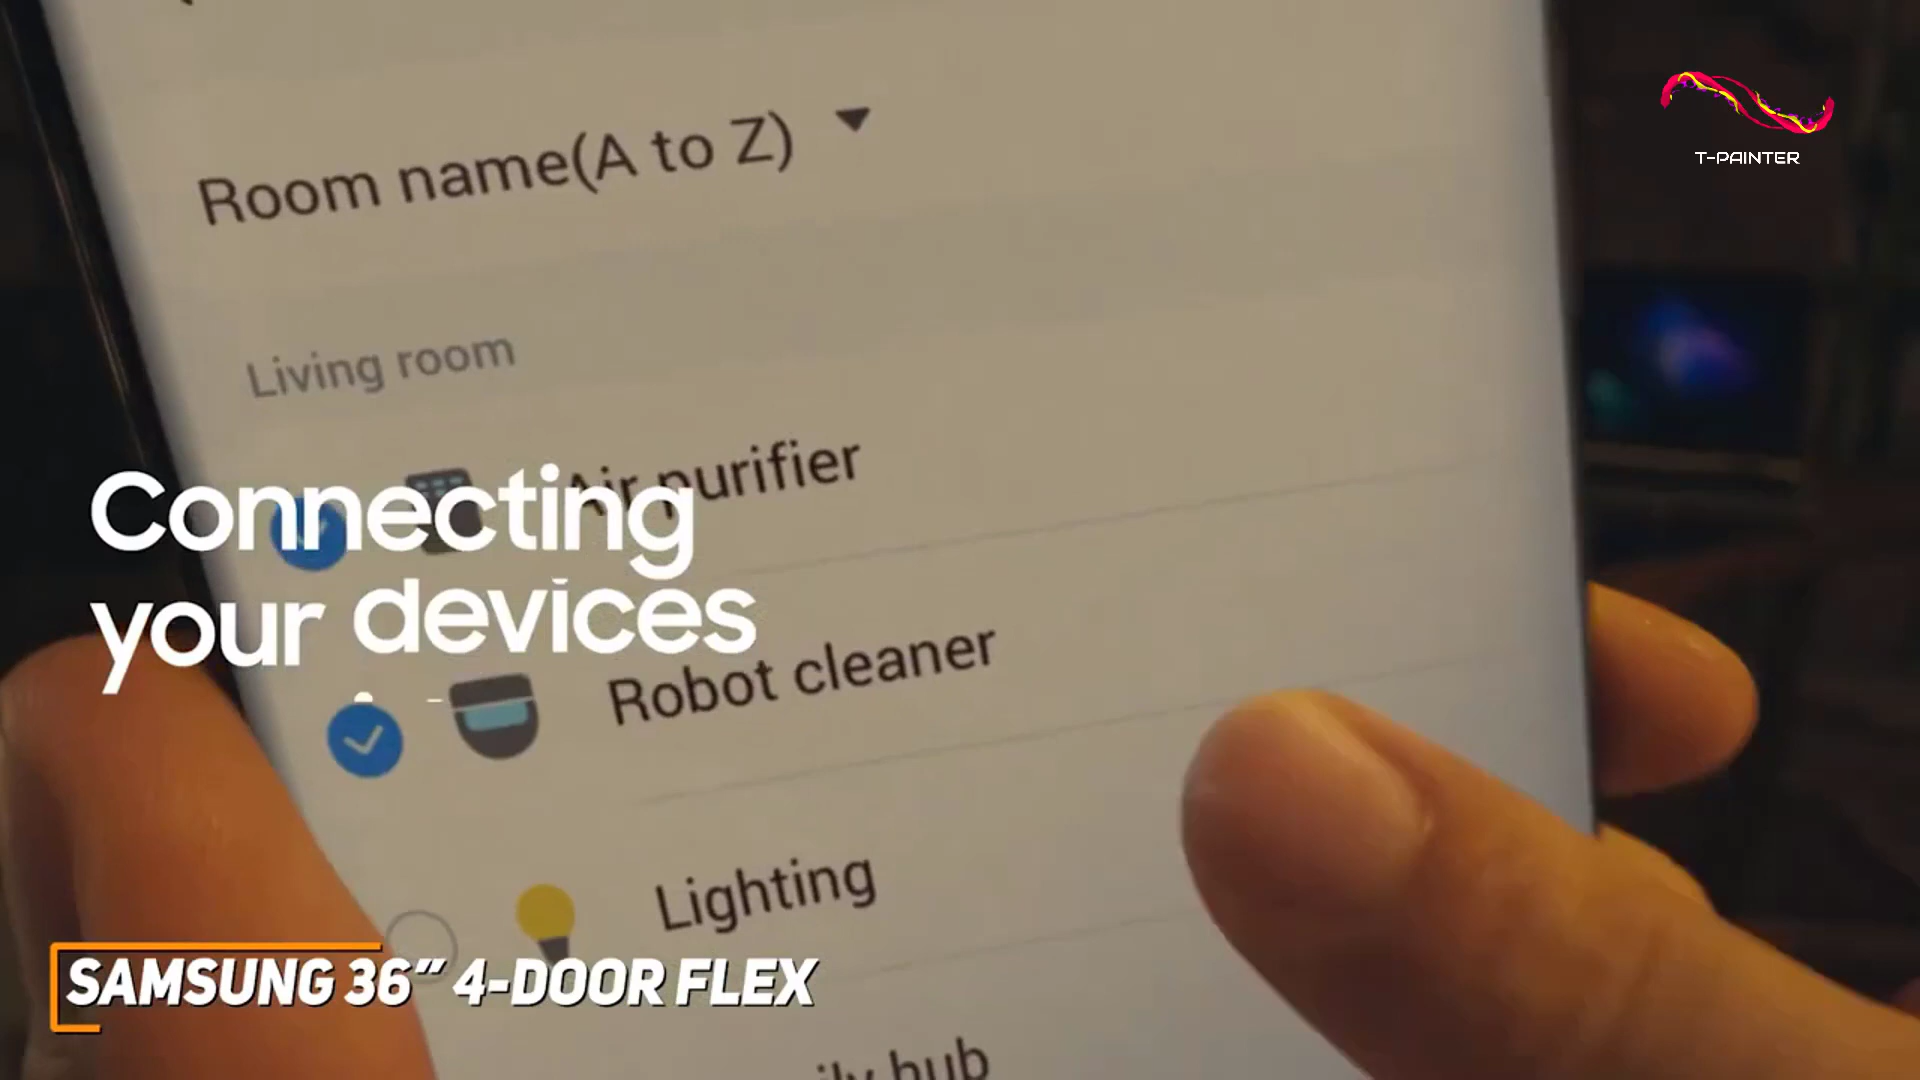 T-PAINTER
Room name(A to Z)
Living room
Air purifier
Connecting
your devices
Robot cleaner
Lighting
SAMSUNG 36” 4-DOOR FLEX
hub